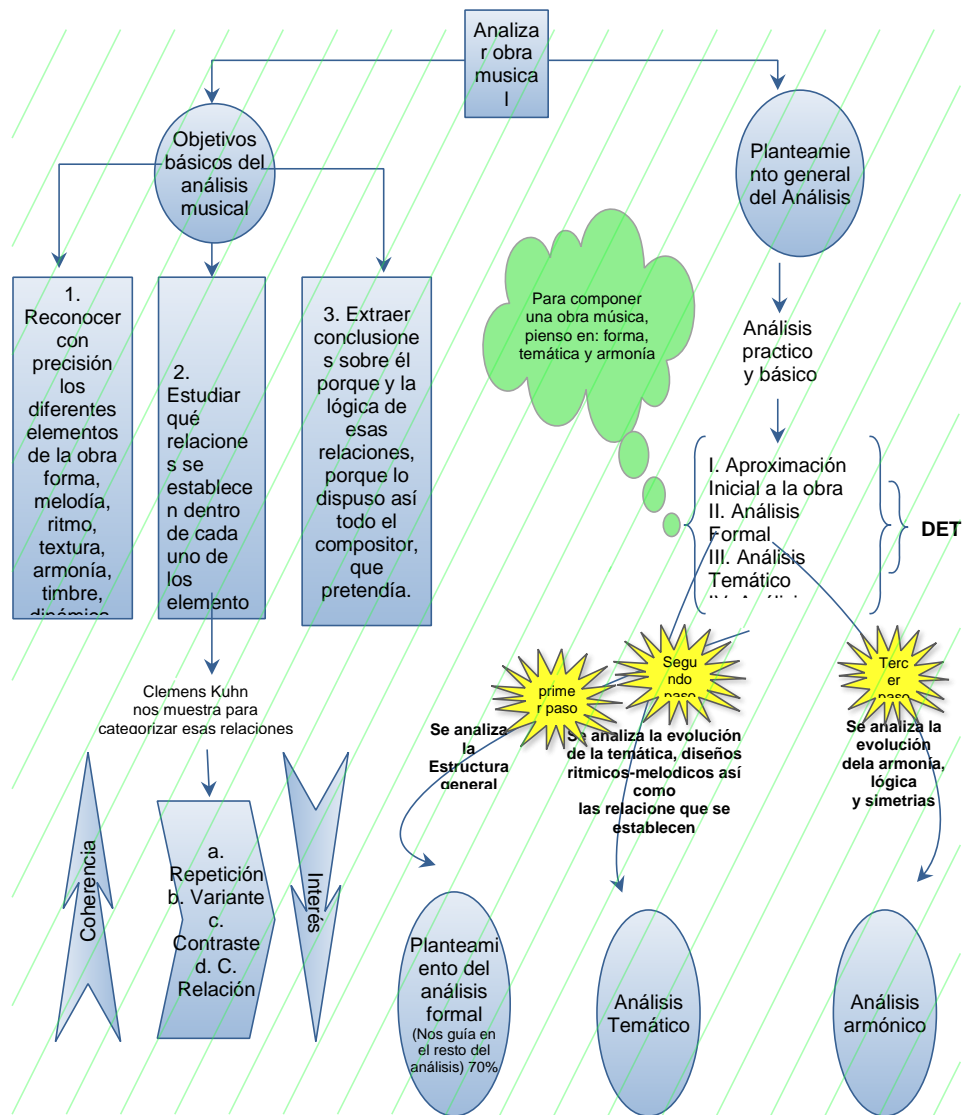 Analiza
r obra
musica
l
Objetivos
básicos del
análisis
musical
Planteamie
nto general
del Análisis
1.
Reconocer
con
precisión
los
diferentes
elementos
de la obra
forma,
melodía,
ritmo,
textura,
armonía,
timbre,
dinámica
2.
Estudiar
qué
relacione
s se
establece
n dentro
de cada
uno de
los
elemento
3. Extraer
conclusione
s sobre él
porque y la
lógica de
esas
relaciones,
porque lo
dispuso así
todo el
compositor,
que
pretendía.
Para componer
una obra música,
pienso en: forma,
temática y armonía
Análisis
practico
y básico
I. Aproximación
Inicial a la obra
II. Análisis
Formal
III. Análisis
Temático
IV. Análisis
DET
Clemens Kuhn
nos muestra para
categorizar esas relaciones
prime
r paso
Segu
ndo
paso
Terc
er
paso
Se analiza
la
Estructura
general
Se analiza la evolución
de la temática, diseños
ritmicos-melodicos así
como
las relacione que se
establecen
Se analiza la
evolución
dela armonía,
lógica
y simetrias
Coherencia
a.
Repetición
b. Variante
c.
Contraste
d. C.
Relación
Interés
Planteami
ento del
análisis
formal
(Nos guía en
el resto del
análisis) 70%
Análisis
Temático
Análisis
armónico